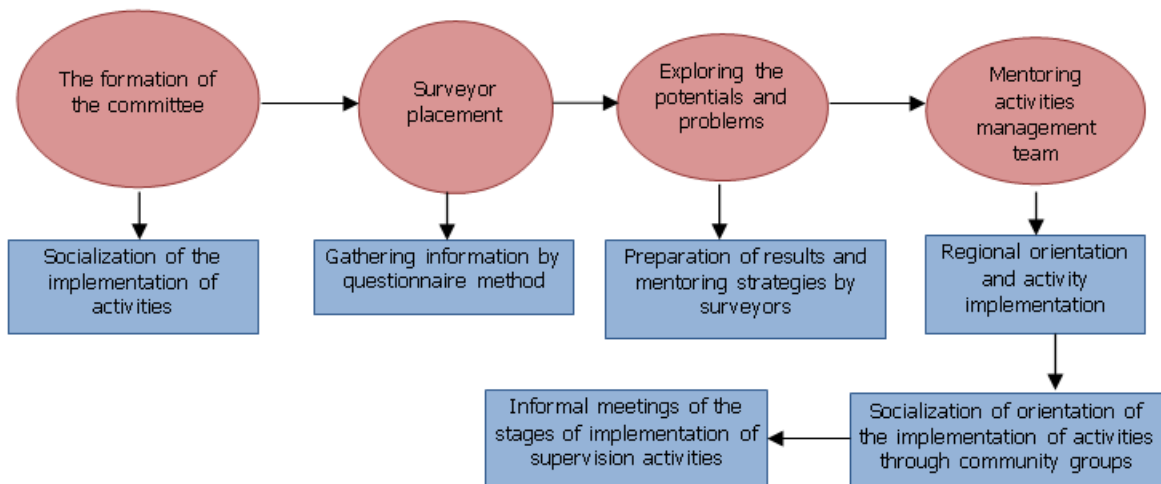 The formation of
the committee
Surveyor
placement
Exploring the
potentials and
problems
Mentoring
activities
management
team
Socialization of the
implementation of
activities
Gathering information by
questionnaire method
Preparation of results and
mentoring strategies by
surveyors
Regional orientation
and activity
implementation
Informal meetings of the
stages of implementation of
supervision activities
Socialization of orientation of
the implementation of activities
through community groups